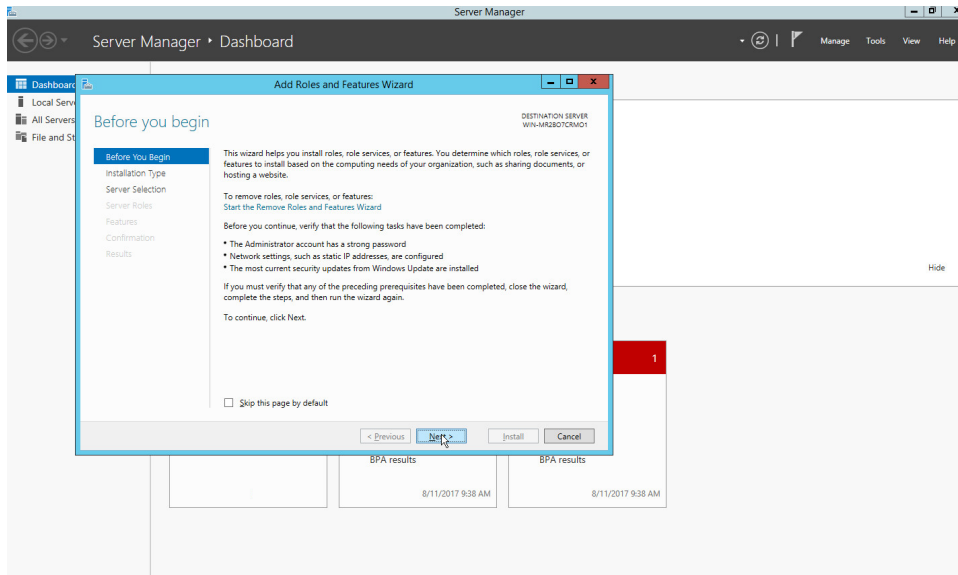 Server Manager
Server Manager • Dashboard
Manage Tools View Help
Dashboard
Local Serv
All Servers
File and St
Add Roles and Features Wizard
Before you begin
DESTINATION SERVER
WIN-MR2BO7CRMO1
Before You Begin
Installation Type
Server Selection
Server Roles
Features
Confirmation
Results
This wizard helps you install roles, role services, or features. You determine which roles, role services, or
features to install based on the computing needs of your organization, such as sharing documents, or
hosting a website.
To remove roles, role services, or features:
Start the Remove Roles and Features Wizard
Before you continue, verify that the following tasks have been completed:
• The Administrator account has a strong password
• Network settings, such as static IP addresses, are configured
• The most current security updates from Windows Update are installed
If you must verify that any of the preceding prerequisites have been completed, close the wizard,
complete the steps, and then run the wizard again.
To continue, click Next.
Skip this page by default
< Previous Next > Install Cancel
Hide
1
BPA results
8/11/2017 9:38 AM
BPA results
8/11/2017 9:38 AM